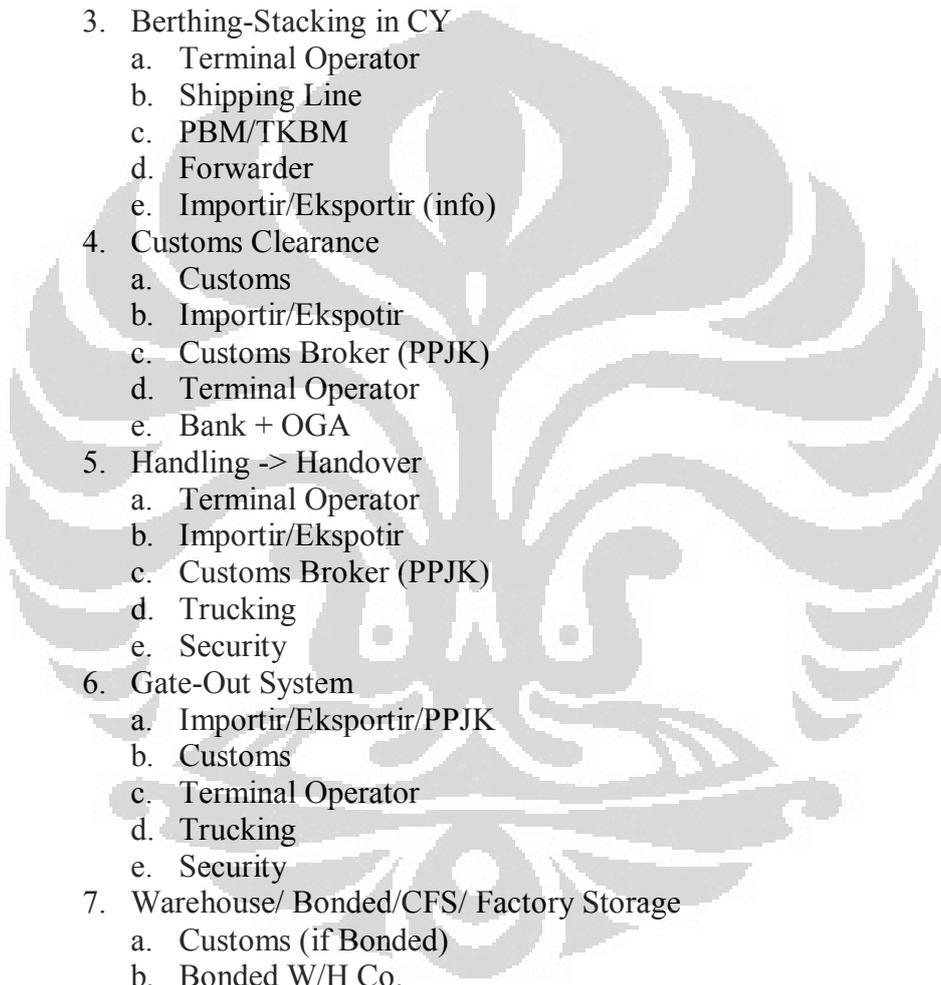 3. Berthing-Stacking in CY
a. Terminal Operator
b. Shipping Line
c. PBM/TKBM
d. Forwarder
e. Importir/Eksportir (info)
4. Customs Clearance
a. Customs
b. Importir/Ekspotir
c. Customs Broker (PPJK)
d. Terminal Operator
e. Bank + OGA
5. Handling -> Handover
a. Terminal Operator
b. Importir/Ekspotir
c. Customs Broker (PPJK)
d. Trucking
e. Security
6. Gate-Out System
a. Importir/Eksportir/PPJK
b. Customs
c. Terminal Operator
d. Trucking
e. Security
7. Warehouse/ Bonded/CFS/ Factory Storage
a. Customs (if Bonded)
b. Bonded W/H Co.